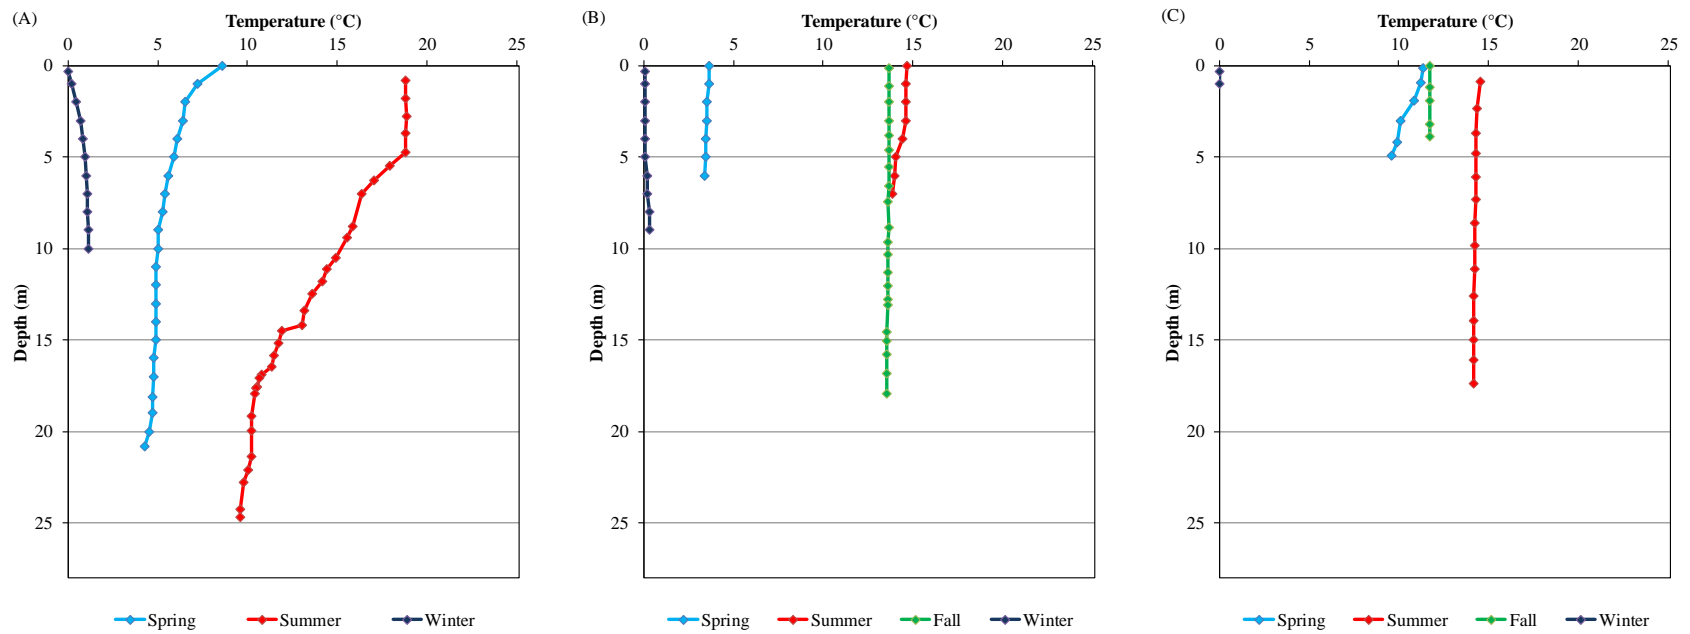 (A)
Temperature (°C)
0 5 10 15 20 25
0
5
10
15
20
25
Depth (m)
Spring Summer Winter
(B)
Temperature (°C)
0 5 10 15 20 25
0
5
10
15
20
25
Depth (m)
Spring Summer Fall Winter
(C)
Temperature (°C)
0 5 10 15 20 25
0
5
10
15
20
25
Depth (m)
Spring Summer Fall Winter